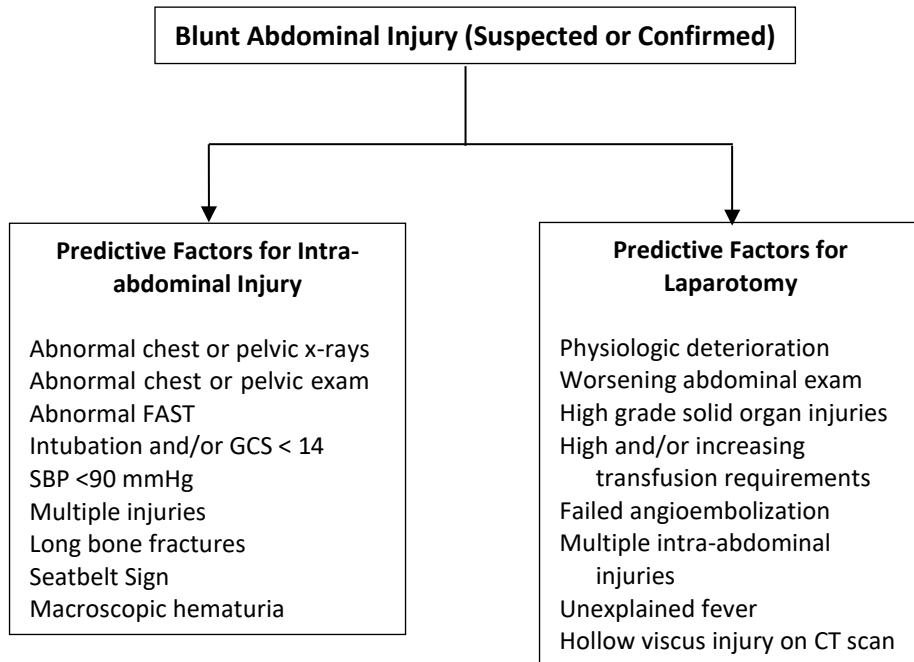 Blunt Abdominal Injury (Suspected or Confirmed)
Predictive Factors for Intra-
abdominal Injury
Abnormal chest or pelvic x-rays
Abnormal chest or pelvic exam
Abnormal FAST
Intubation and/or GCS < 14
SBP <90 mmHg
Multiple injuries
Long bone fractures
Seatbelt Sign
Macroscopic hematuria
Predictive Factors for
Laparotomy
Physiologic deterioration
Worsening abdominal exam
High grade solid organ injuries
High and/or increasing
transfusion requirements
Failed angioembolization
Multiple intra-abdominal
injuries
Unexplained fever
Hollow viscus injury on CT scan